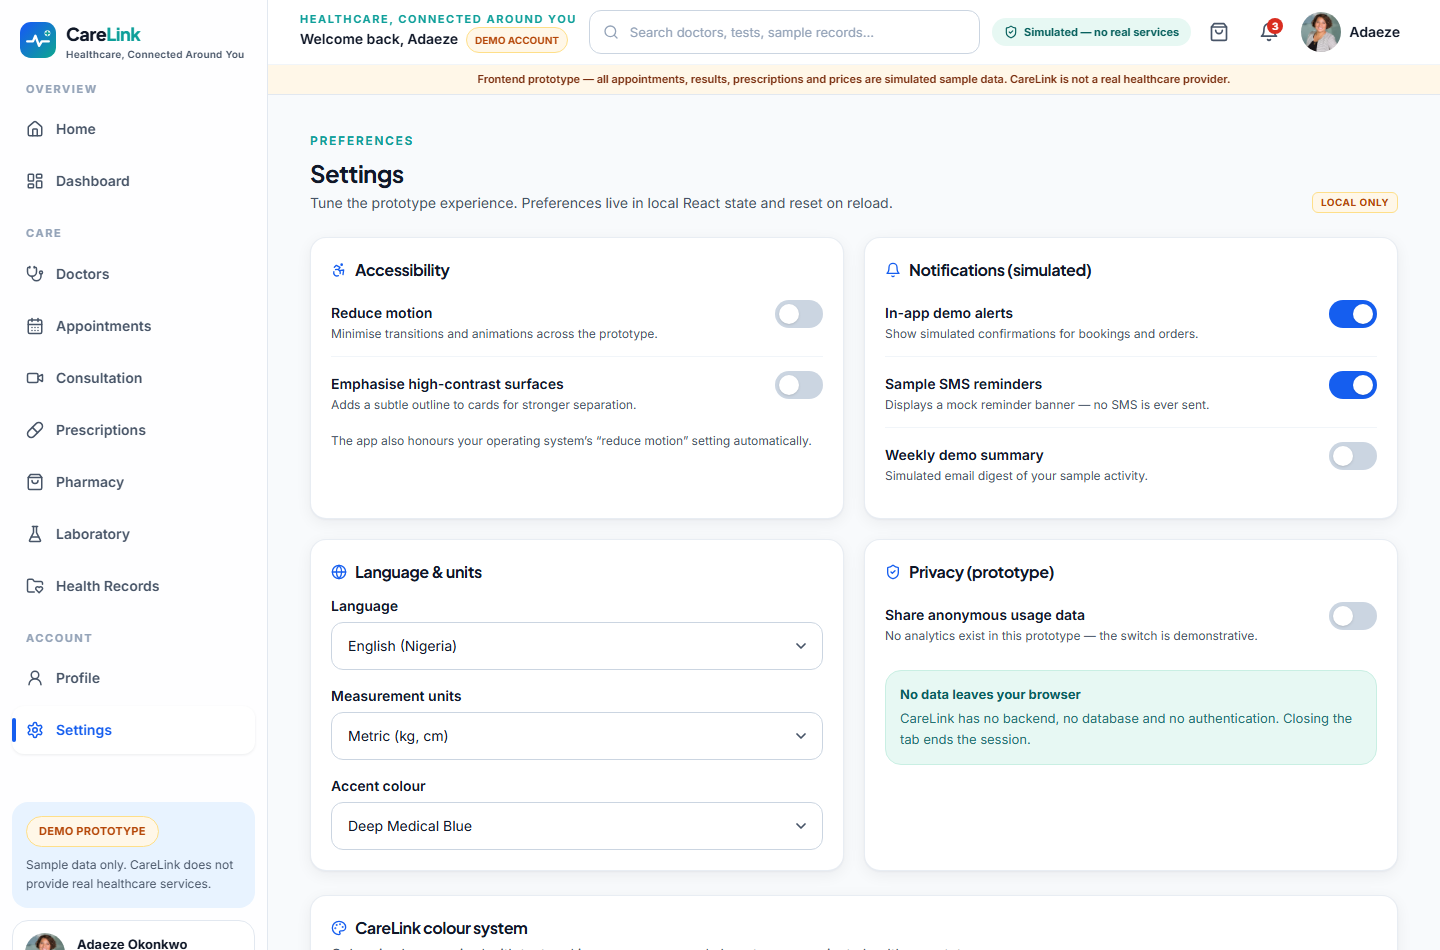 CareLink
Healthcare, Connected Around You
OVERVIEW
Home
Dashboard
CARE
Doctors
Appointments
Consultation
Prescriptions
Pharmacy
Laboratory
Health Records
ACCOUNT
Profile
Settings
DEMO PROTOTYPE
Sample data only. CareLink does not
provide real healthcare services.
Adaeze Okonkwo
HEALTHCARE, CONNECTED AROUND YOU
Welcome back, Adaeze DEMO ACCOUNT
Search doctors, tests, sample records...
Simulated — no real services
3
Adaeze
Frontend prototype — all appointments, results, prescriptions and prices are simulated sample data. CareLink is not a real healthcare provider.
PREFERENCES
Settings
Tune the prototype experience. Preferences live in local React state and reset on reload.
LOCAL ONLY
Accessibility
Reduce motion
Minimise transitions and animations across the prototype.
Emphasise high-contrast surfaces
Adds a subtle outline to cards for stronger separation.
The app also honours your operating system’s “reduce motion” setting automatically.
Notifications (simulated)
In-app demo alerts
Show simulated confirmations for bookings and orders.
Sample SMS reminders
Displays a mock reminder banner — no SMS is ever sent.
Weekly demo summary
Simulated email digest of your sample activity.
Language & units
Language
English (Nigeria)
Measurement units
Metric (kg, cm)
Accent colour
Deep Medical Blue
Privacy (prototype)
Share anonymous usage data
No analytics exist in this prototype — the switch is demonstrative.
No data leaves your browser
CareLink has no backend, no database and no authentication. Closing the
tab ends the session.
CareLink colour system